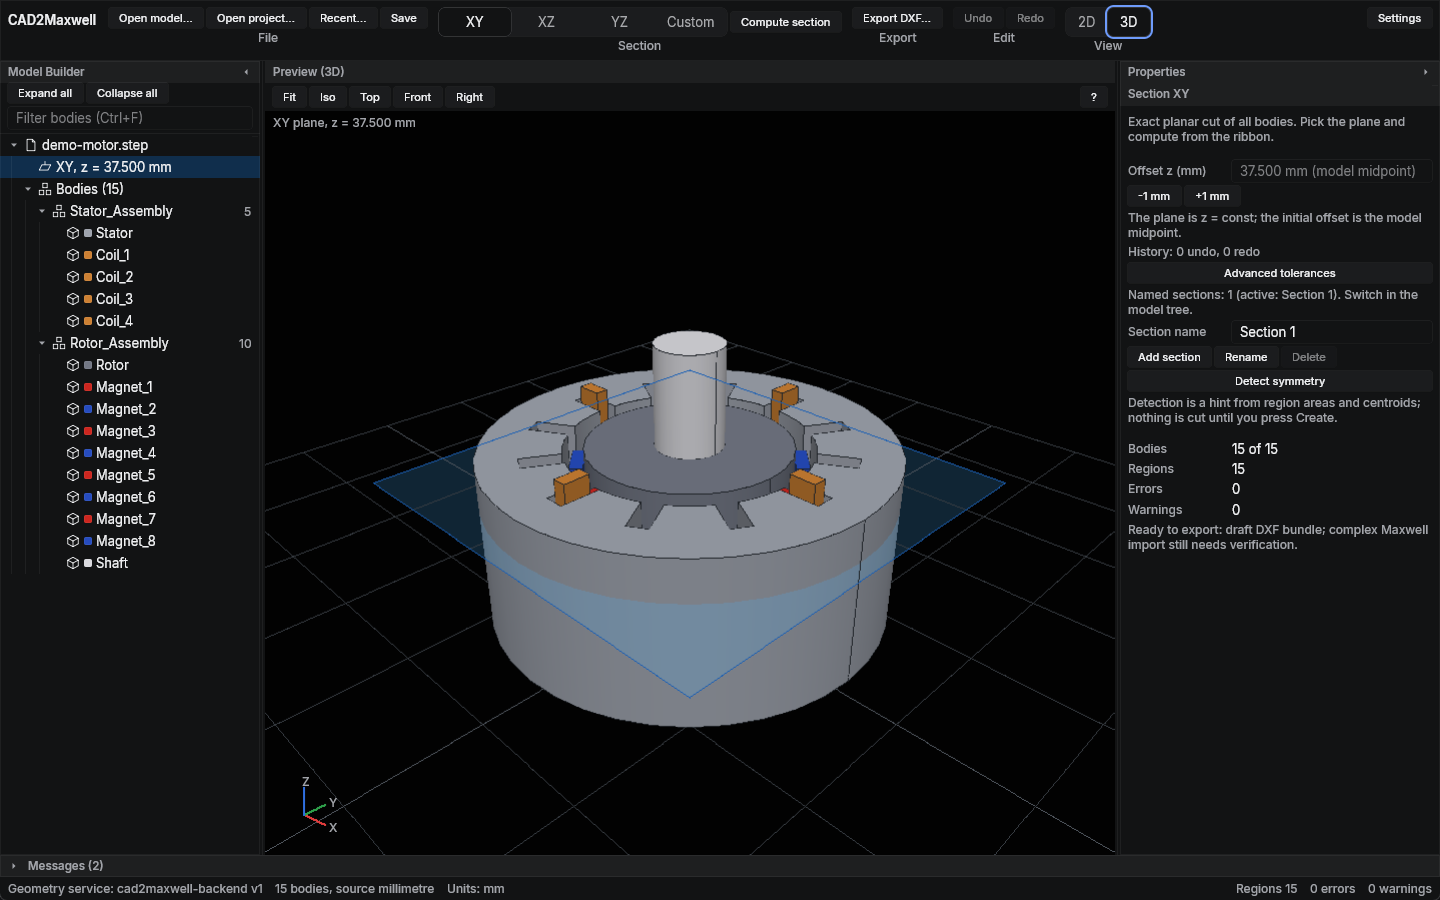 CAD2Maxwell
Open model... Open project... Recent... Save
File
XY XZ YZ Custom Compute section
Section
Export DXF...
Export
Undo Redo
Edit
2D 3D
View
Settings
Model Builder
Expand all Collapse all
Filter bodies (Ctrl+F)
demo-motor.step
XY, z = 37.500 mm
Bodies (15)
Stator_Assembly 5
Stator
Coil_1
Coil_2
Coil_3
Coil_4
Rotor_Assembly 10
Rotor
Magnet_1
Magnet_2
Magnet_3
Magnet_4
Magnet_5
Magnet_6
Magnet_7
Magnet_8
Shaft
Preview (3D)
Fit Iso Top Front Right ?
XY plane, z = 37.500 mm
Z
Y
X
Properties
Section XY
Exact planar cut of all bodies. Pick the plane and
compute from the ribbon.
Offset z (mm) 37.500 mm (model midpoint)
-1 mm +1 mm
The plane is z = const; the initial offset is the model
midpoint.
History: 0 undo, 0 redo
Advanced tolerances
Named sections: 1 (active: Section 1). Switch in the
model tree.
Section name Section 1
Add section Rename Delete
Detect symmetry
Detection is a hint from region areas and centroids;
nothing is cut until you press Create.
Bodies 15 of 15
Regions 15
Errors 0
Warnings 0
Ready to export: draft DXF bundle; complex Maxwell
import still needs verification.
Messages (2)
Geometry service: cad2maxwell-backend v1 15 bodies, source millimetre Units: mm
Regions 15 0 errors 0 warnings